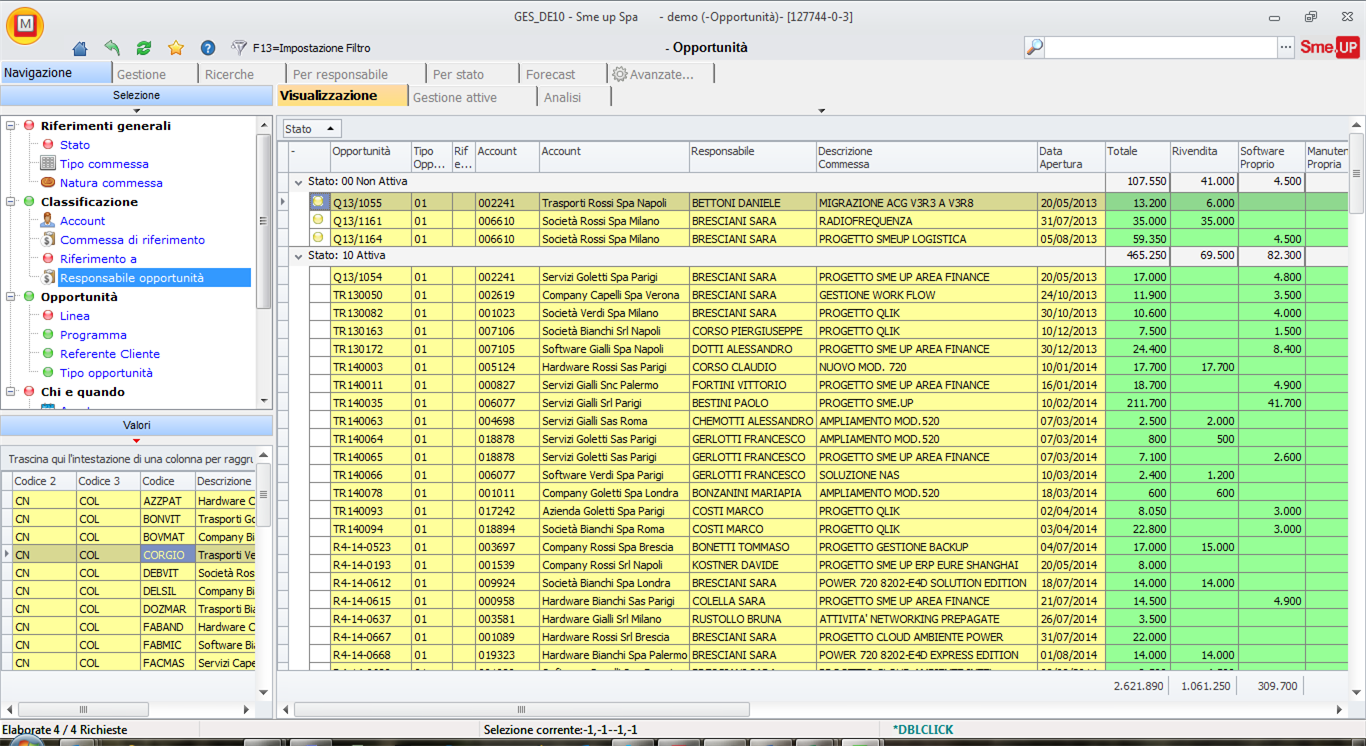 GES_DE10 - Sme up Spa - demo (-Opportunità)- [127744-0-3]
M
F13=Impostazione Filtro
- Opportunità
Sme.UP
Navigazione Gestione Ricerche Per responsabile Per stato Forecast Avanzate...
Selezione
Visualizzazione Gestione attive Analisi
Riferimenti generali
Stato
Tipo commessa
Natura commessa
Classificazione
Account
Commessa di riferimento
Riferimento a
Responsabile opportunità
Opportunità
Linea
Programma
Referente Cliente
Tipo opportunità
Chi e quando
Valori
Trascina qui l'intestazione di una colonna per raggru
Codice 2 Codice 3 Codice Descrizione
CN COL AZZPAT Hardware C
CN COL BONVIT Trasporti Go
CN COL BOVMAT Company Bi
CN COL CORGIO Trasporti Ve
CN COL DEBVIT Società Ros
CN COL DELSIL Company Bi
CN COL DOZMAR Trasporti Bia
CN COL FABAND Hardware C
CN COL FABMIC Software Bi
CN COL FACMAS Servizi Cape
Stato
- Opportunità Tipo Opp... Rif e... Account Account Responsabile Descrizione Commessa Data Apertura Totale Rivendita Software Proprio Manuten Propria
Stato: 00 Non Attiva 107.550 41.000 4.500
Q13/1055 01 002241 Trasporti Rossi Spa Napoli BETTONI DANIELE MIGRAZIONE ACG V3R3 A V3R8 20/05/2013 13.200 6.000
Q13/1161 01 006610 Società Rossi Spa Milano BRESCIANI SARA RADIOFREQUENZA 31/07/2013 35.000 35.000
Q13/1164 01 006610 Società Rossi Spa Milano BRESCIANI SARA PROGETTO SMEUP LOGISTICA 05/08/2013 59.350 4.500
Stato: 10 Attiva 465.250 69.500 82.300
Q13/1054 01 002241 Servizi Goletti Spa Parigi BRESCIANI SARA PROGETTO SME UP AREA FINANCE 20/05/2013 17.000 4.800
TR130050 01 002619 Company Capelli Spa Verona BRESCIANI SARA GESTIONE WORK FLOW 24/10/2013 11.900 3.500
TR130082 01 001023 Società Verdi Spa Milano BRESCIANI SARA PROGETTO QLIK 30/10/2013 10.600 4.000
TR130163 01 007106 Società Bianchi Srl Napoli CORSO PIERGIUSEPPE PROGETTO QLIK 10/12/2013 7.500 1.500
TR130172 01 007105 Software Gialli Spa Napoli DOTTI ALESSANDRO PROGETTO SME UP AREA FINANCE 30/12/2013 24.400 8.400
TR140003 01 005124 Hardware Rossi Sas Parigi CORSO CLAUDIO NUOVO MOD. 720 10/01/2014 17.700 17.700
TR140011 01 000827 Servizi Gialli Snc Palermo FORTINI VITTORIO PROGETTO SME UP AREA FINANCE 16/01/2014 18.700 4.900
TR140035 01 006077 Servizi Gialli Srl Parigi BESTINI PAOLO PROGETTO SME.UP 10/02/2014 211.700 41.700
TR140063 01 004698 Servizi Gialli Sas Roma CHEMOTTI ALESSANDRO AMPLIAMENTO MOD.520 07/03/2014 2.500 2.000
TR140064 01 018878 Servizi Goletti Sas Parigi GERLOTTI FRANCESCO AMPLIAMENTO MOD.520 07/03/2014 800 500
TR140065 01 018878 Servizi Goletti Sas Parigi GERLOTTI FRANCESCO PROGETTO SME UP AREA FINANCE 07/03/2014 7.100 2.600
TR140066 01 006077 Software Verdi Spa Parigi GERLOTTI FRANCESCO SOLUZIONE NAS 10/03/2014 2.400 1.200
TR140078 01 001011 Company Goletti Spa Londra BONZANINI MARIAPIA AMPLIAMENTO MOD.520 18/03/2014 600 600
TR140093 01 017242 Azienda Goletti Spa Parigi COSTI MARCO PROGETTO QLIK 02/04/2014 8.050 3.000
TR140094 01 018894 Società Bianchi Spa Roma COSTI MARCO PROGETTO QLIK 03/04/2014 22.800 3.000
R4-14-0523 01 003697 Company Rossi Spa Brescia BONETTI TOMMASO PROGETTO GESTIONE BACKUP 04/07/2014 17.000 15.000
R4-14-0193 01 001539 Company Rossi Srl Napoli KOSTNER DAVIDE PROGETTO SME UP ERP EURE SHANGHAI 20/05/2014 8.000
R4-14-0612 01 009924 Società Bianchi Spa Londra BRESCIANI SARA POWER 720 8202-E4D SOLUTION EDITION 18/07/2014 14.000 14.000
R4-14-0615 01 000958 Hardware Bianchi Sas Parigi COLELLA SARA PROGETTO SME UP AREA FINANCE 21/07/2014 14.500 4.900
R4-14-0637 01 003581 Hardware Gialli Srl Milano RUSTOLLO BRUNA ATTIVITA' NETWORKING PREPAGATE 26/07/2014 3.500
R4-14-0667 01 001089 Hardware Rossi Srl Brescia BRESCIANI SARA PROGETTO CLOUD AMBIENTE POWER 31/07/2014 22.000
R4-14-0668 01 019323 Hardware Bianchi Spa Palermo BRESCIANI SARA POWER 720 8202-E4D EXPRESS EDITION 01/08/2014 14.000 14.000
2.621.890 1.061.250 309.700
Elaborate 4 / 4 Richieste Selezione corrente:-1,-1--1,-1 *DBLCLICK